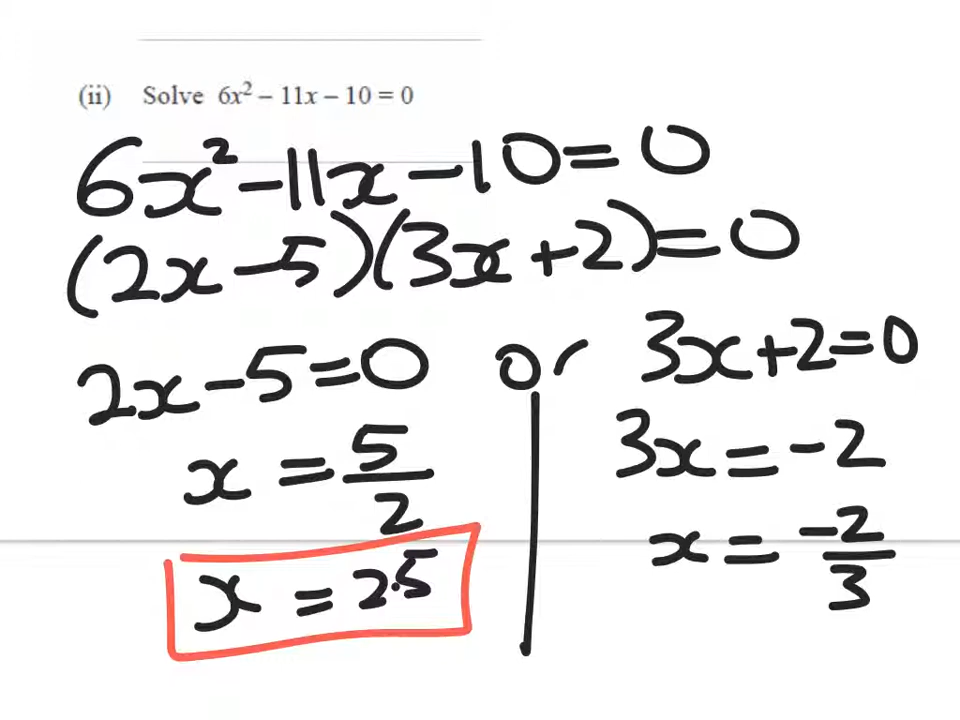 (ii) Solve 6x² – 11x – 10 = 0
6x² – 11x – 10 = 0
(2x – 5)(3x + 2) = 0
2x – 5 = 0 or 3x + 2 = 0
x = 5/2
x = 2.5
3x = –2
x = –2/3